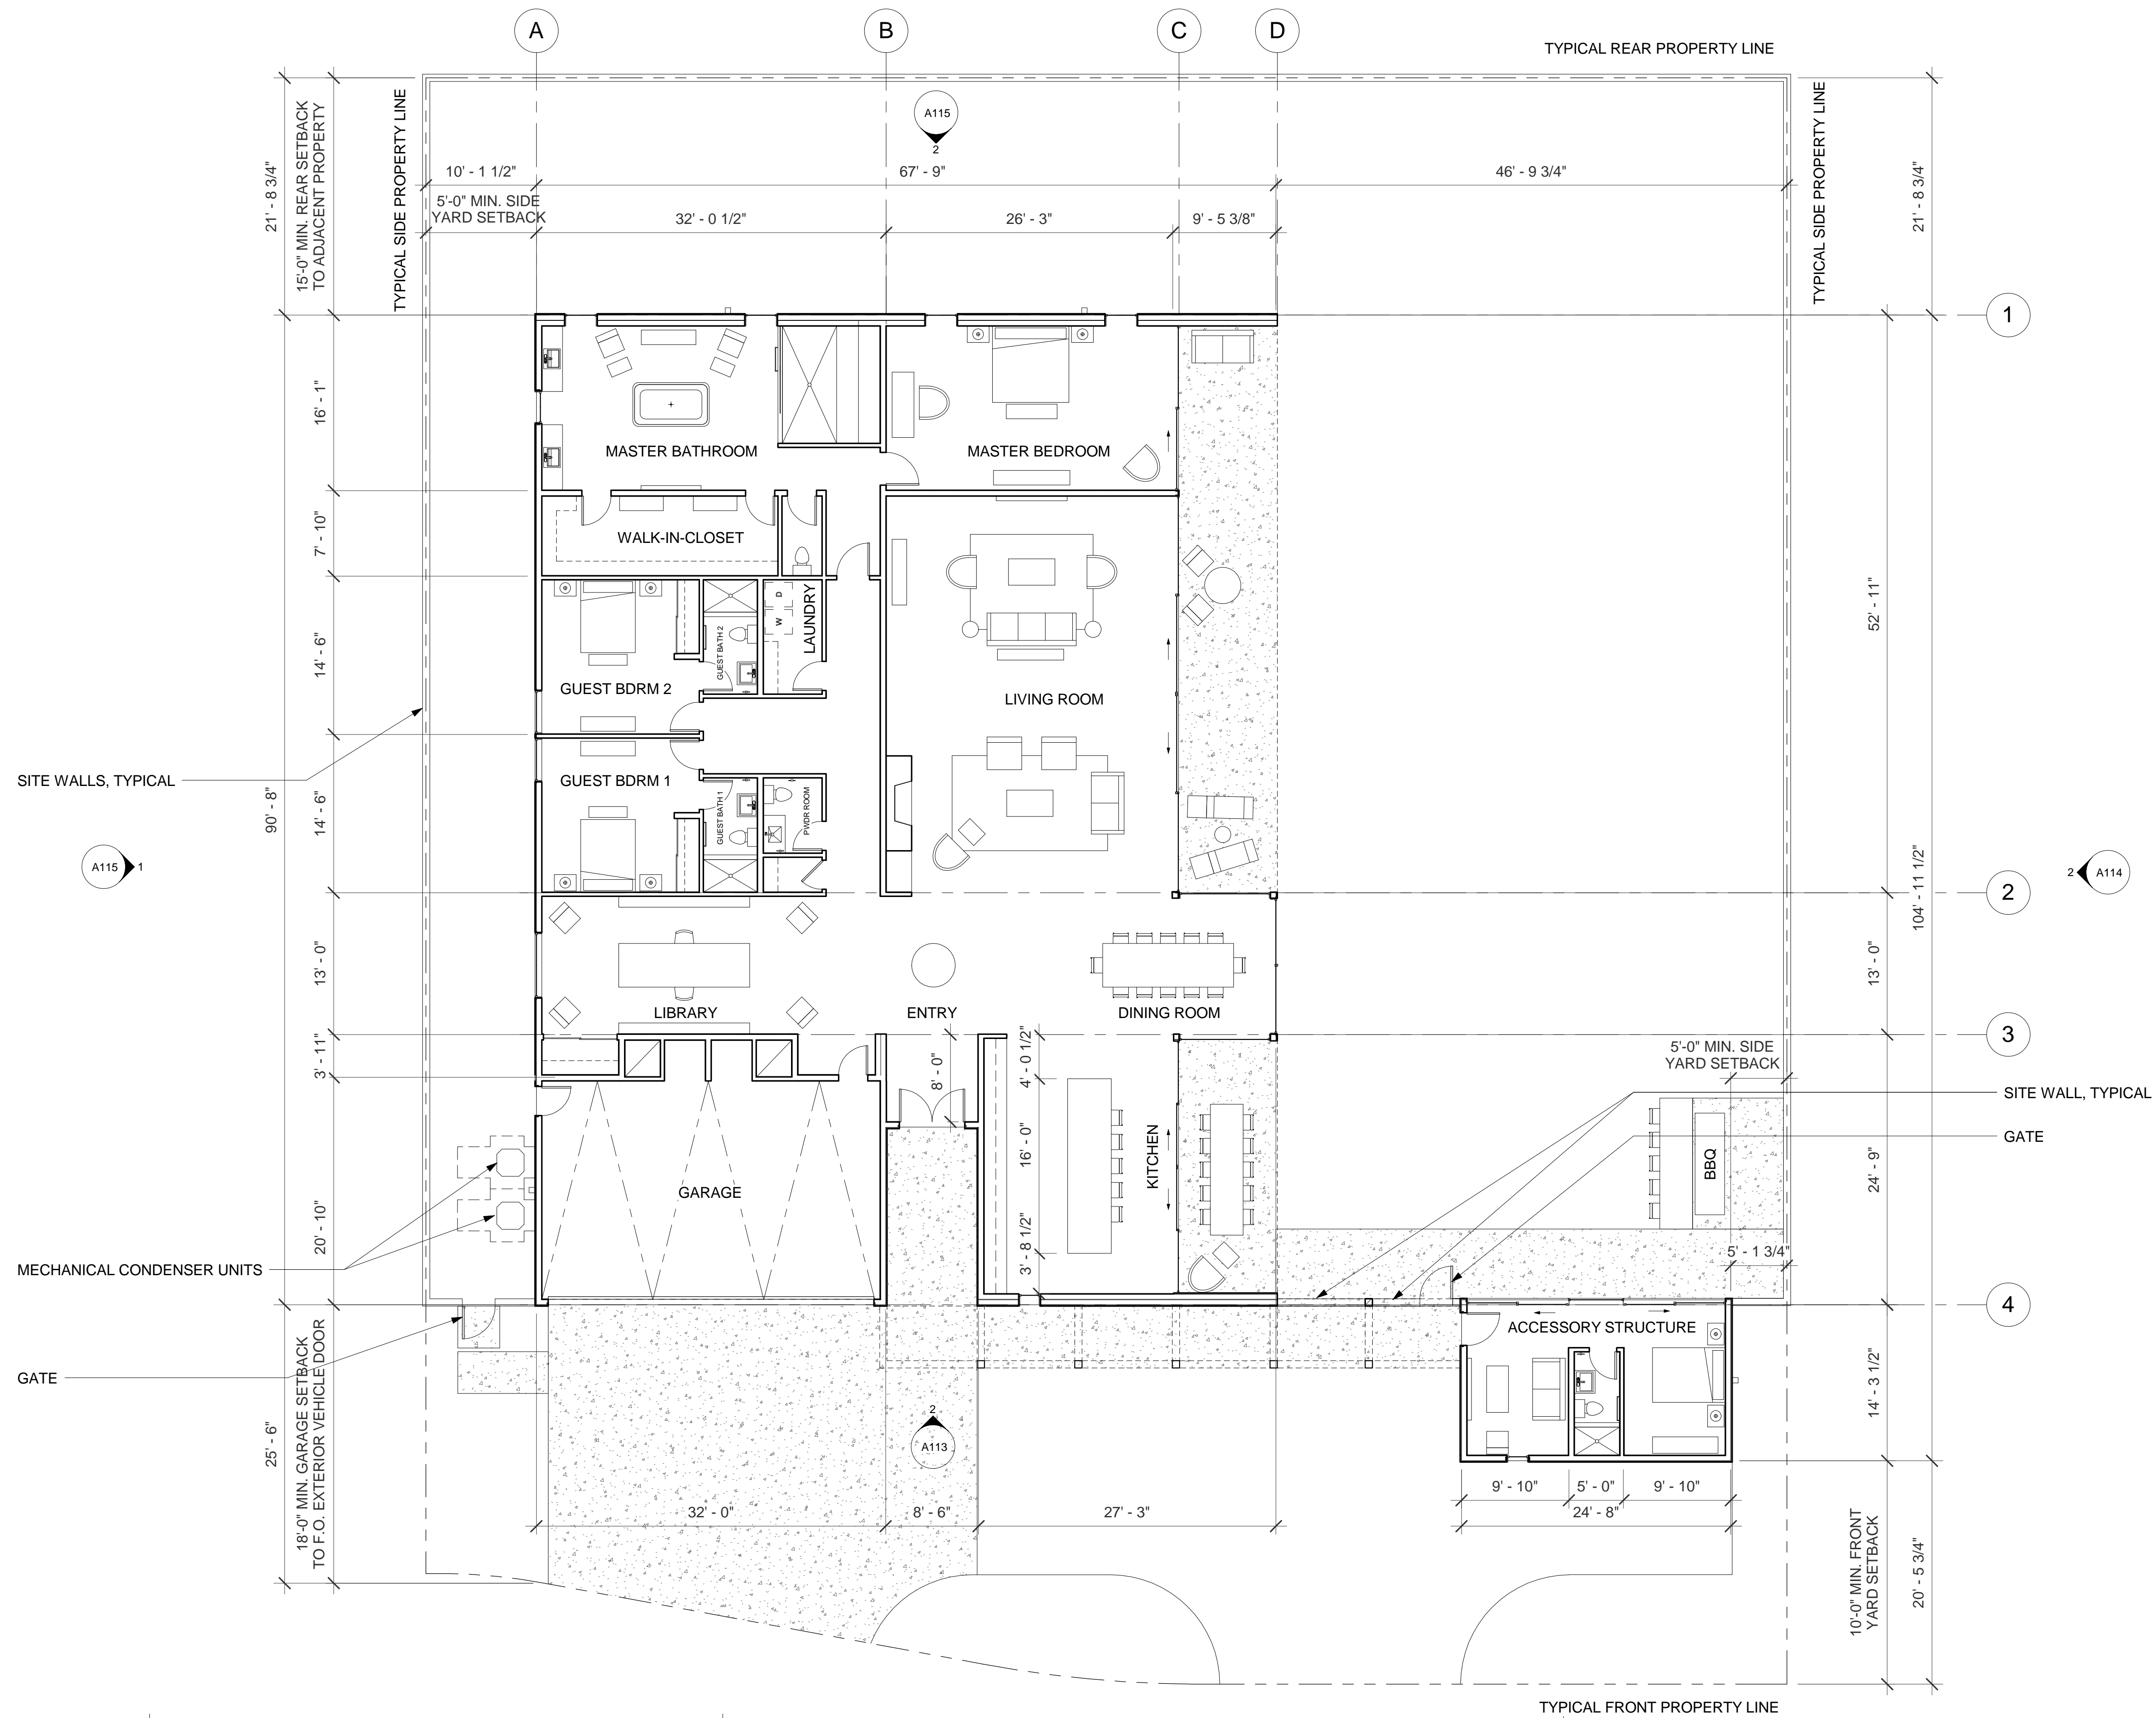 A
B
C
D
TYPICAL REAR PROPERTY LINE
A115
2
10' - 1 1/2"
67' - 9"
46' - 9 3/4"
5'-0" MIN. SIDE
YARD SETBACK
32' - 0 1/2"
26' - 3"
9' - 5 3/8"
21' - 8 3/4"
15'-0" MIN. REAR SETBACK
TO ADJACENT PROPERTY
TYPICAL SIDE PROPERTY LINE
TYPICAL SIDE PROPERTY LINE
21' - 8 3/4"
1
16' - 1"
MASTER BATHROOM
MASTER BEDROOM
7' - 10"
WALK-IN-CLOSET
D
W
LAUNDRY
52' - 11"
14' - 6"
GUEST BATH 2
GUEST BDRM 2
LIVING ROOM
SITE WALLS, TYPICAL
GUEST BDRM 1
90' - 8"
14' - 6"
GUEST BATH 1
PWDR ROOM
A115
1
104' - 11 1/2"
2
A114
2
13' - 0"
13' - 0"
LIBRARY
ENTRY
DINING ROOM
3
3' - 11"
8' - 0"
4' - 0 1/2"
5'-0" MIN. SIDE
YARD SETBACK
SITE WALL, TYPICAL
GATE
16' - 0"
KITCHEN
BBQ
24' - 9"
GARAGE
20' - 10"
3' - 8 1/2"
5' - 1 3/4"
MECHANICAL CONDENSER UNITS
4
ACCESSORY STRUCTURE
GATE
25' - 6"
18'-0" MIN. GARAGE SETBACK
TO F.O. EXTERIOR VEHICLE DOOR
14' - 3 1/2"
2
A113
9' - 10"
5' - 0"
9' - 10"
24' - 8"
32' - 0"
8' - 6"
27' - 3"
10'-0" MIN. FRONT
YARD SETBACK
20' - 5 3/4"
TYPICAL FRONT PROPERTY LINE